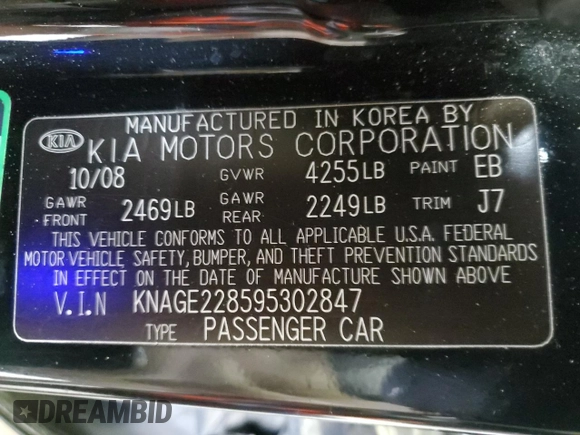 MANUFACTURED IN KOREA BY
KIA KIA MOTORS CORPORATION
10/08 GVWR 4255LB PAINT EB
GAWR FRONT 2469LB GAWR REAR 2249LB TRIM J7
THIS VEHICLE CONFORMS TO ALL APPLICABLE U.S.A. FEDERAL
MOTOR VEHICLE SAFETY, BUMPER, AND THEFT PREVENTION STANDARDS
IN EFFECT ON THE DATE OF MANUFACTURE SHOWN ABOVE
V.I.N KNAGE228595302847
TYPE PASSENGER CAR
DREAMBID